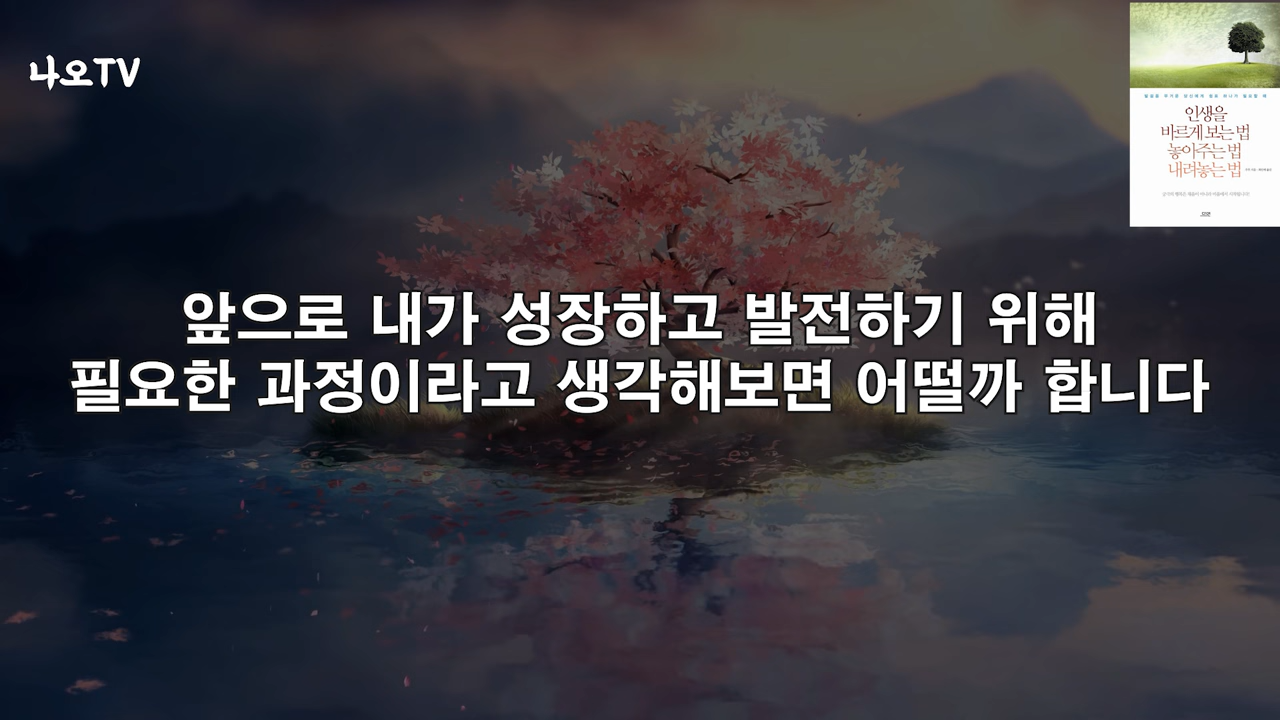 나오TV
인생을
바르게 보는 법
놓아주는 법
내려놓는 법
앞으로 내가 성장하고 발전하기 위해
필요한 과정이라고 생각해보면 어떨까 합니다